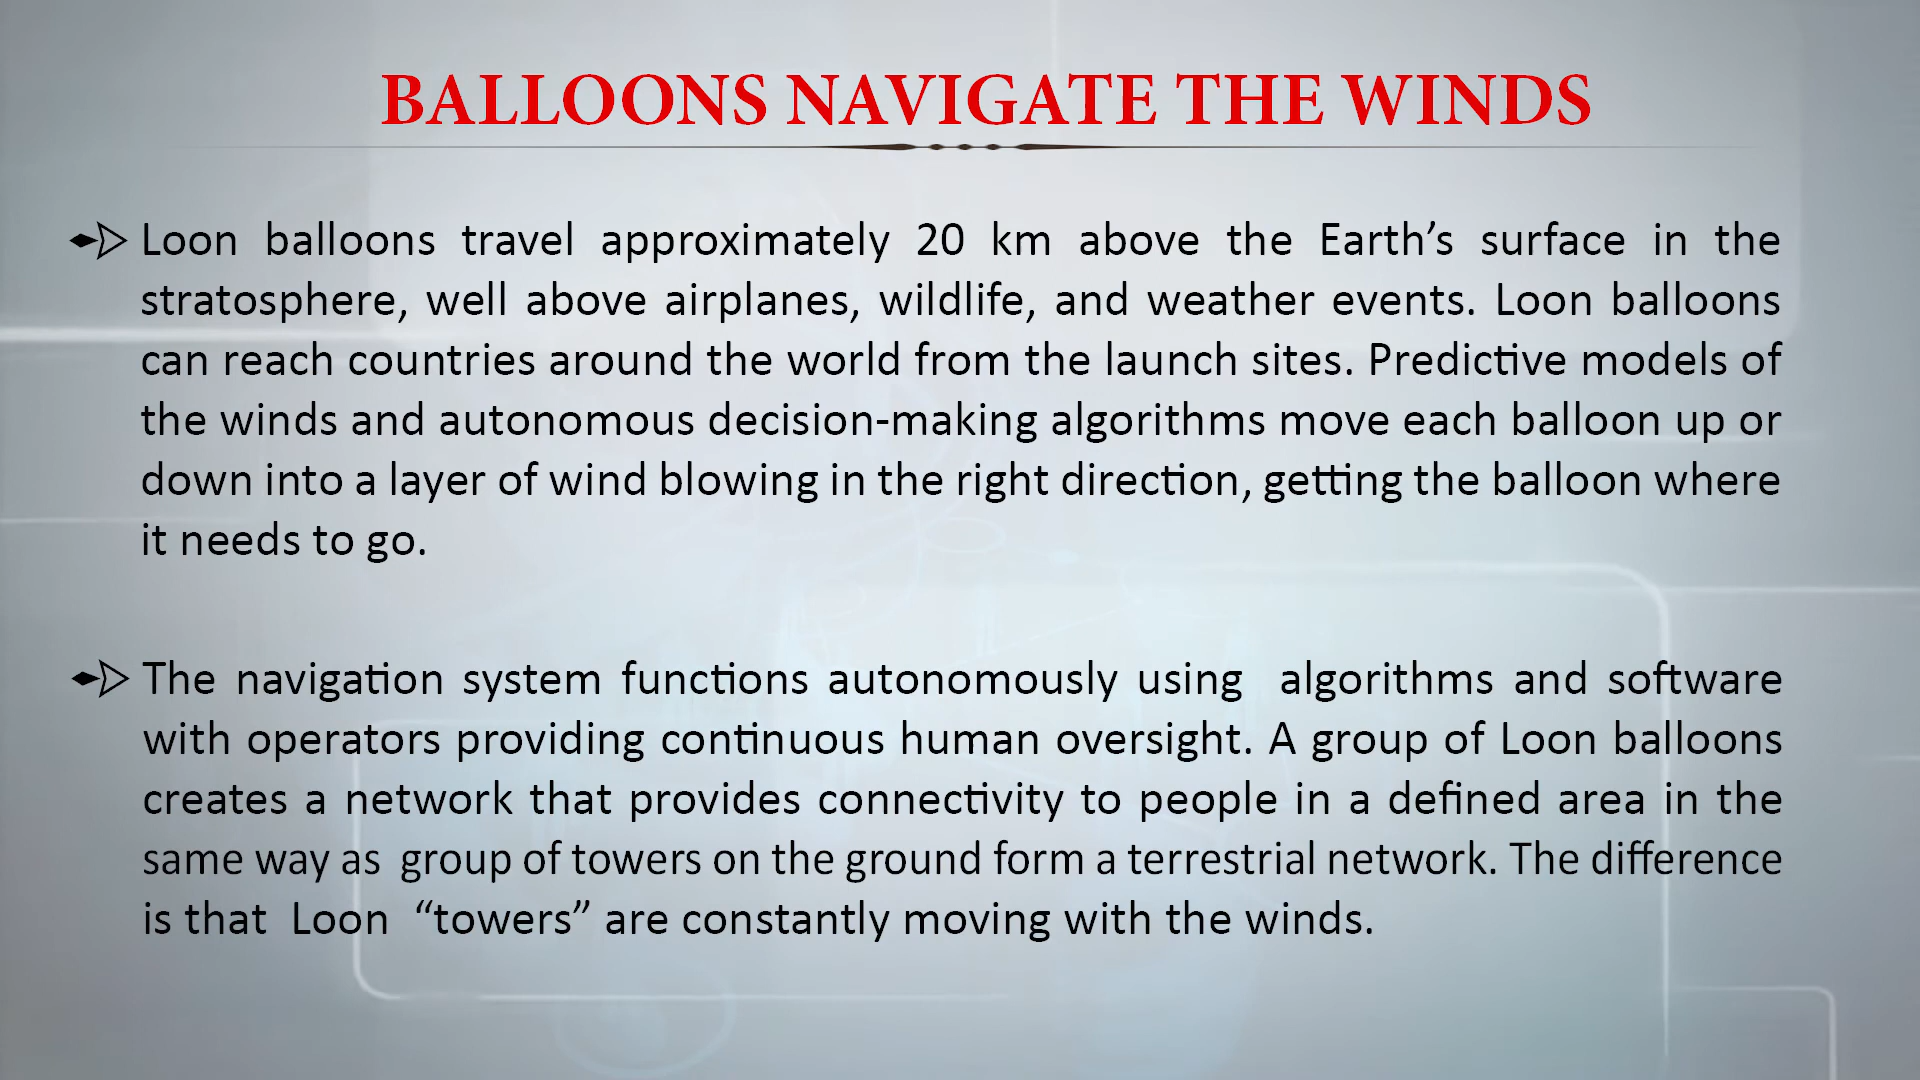 BALLOONS NAVIGATE THE WINDS
Loon balloons travel approximately 20 km above the Earth’s surface in the
stratosphere, well above airplanes, wildlife, and weather events. Loon balloons
can reach countries around the world from the launch sites. Predictive models of
the winds and autonomous decision-making algorithms move each balloon up or
down into a layer of wind blowing in the right direction, getting the balloon where
it needs to go.
The navigation system functions autonomously using algorithms and software
with operators providing continuous human oversight. A group of Loon balloons
creates a network that provides connectivity to people in a defined area in the
same way as group of towers on the ground form a terrestrial network. The difference
is that Loon “towers” are constantly moving with the winds.